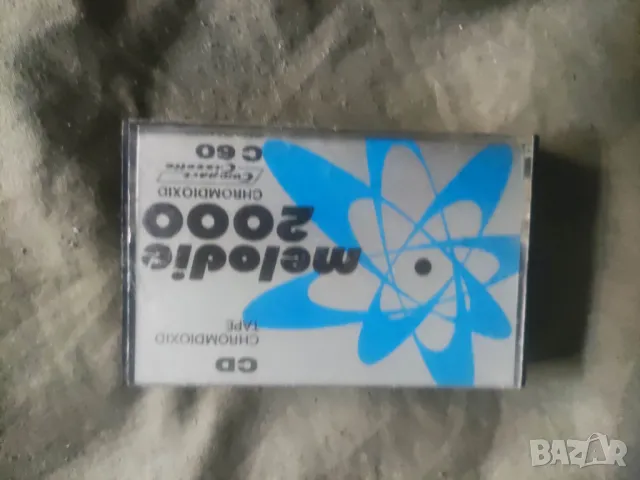 CD
CHROMDIOXID
TAPE
melodie
2000
CHROMDIOXID
Compact
Cassette
C 60
BAZAR